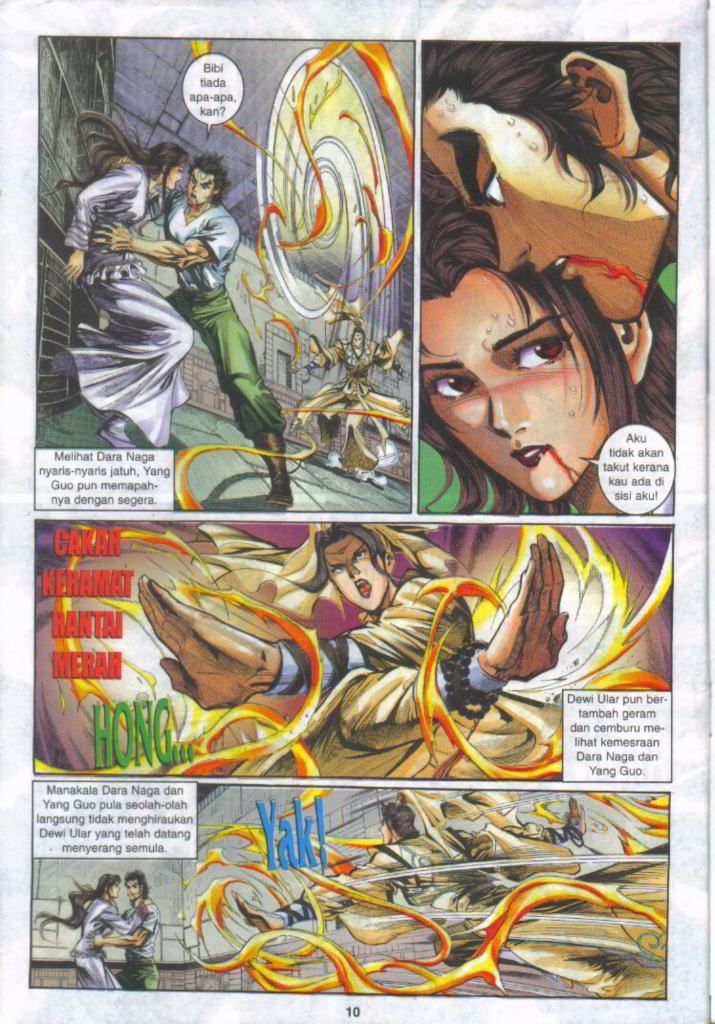 Bibi
tiada
apa-apa,
kan?
Melihat Dara Naga
nyaris-nyaris jatuh, Yang
Guo pun memapah-
nya dengan segera.
Aku
tidak akan
takut kerana
kau ada di
sisi aku!
CAKAR
KERAMAT
RANTAI
MERAH
HONG...
Dewi Ular pun ber-
tambah geram
dan cemburu me-
lihat kemesraan
Dara Naga dan
Yang Guo.
Manakala Dara Naga dan
Yang Guo pula seolah-olah
langsung tidak menghiraukan
Dewi Ular yang telah datang
menyerang semula.
Yak!
10